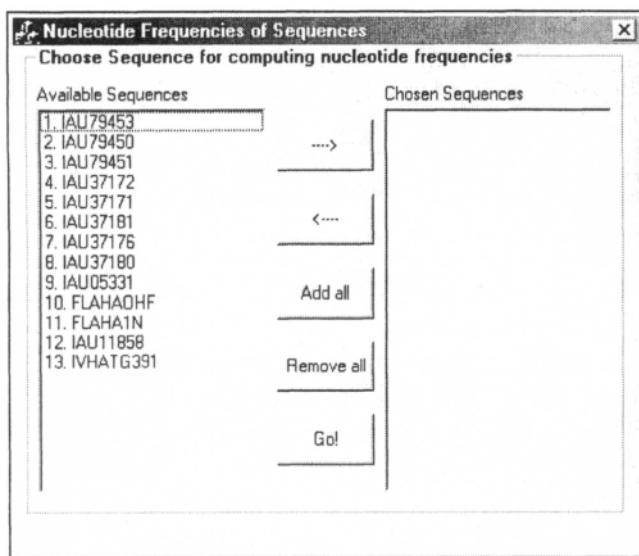 Nucleotide Frequencies of Sequences
Choose Sequence for computing nucleotide frequencies
Available Sequences
Chosen Sequences
1. IAU79453
2. IAU79450
3. IAU79451
4. IAU37172
5. IAU37171
6. IAU37181
7. IAU37176
8. IAU37180
9. IAU05331
10. FLAHAOHF
11. FLAHA1N
12. IAU11858
13. IVHATG391
---->
<----
Add all
Remove all
Go!